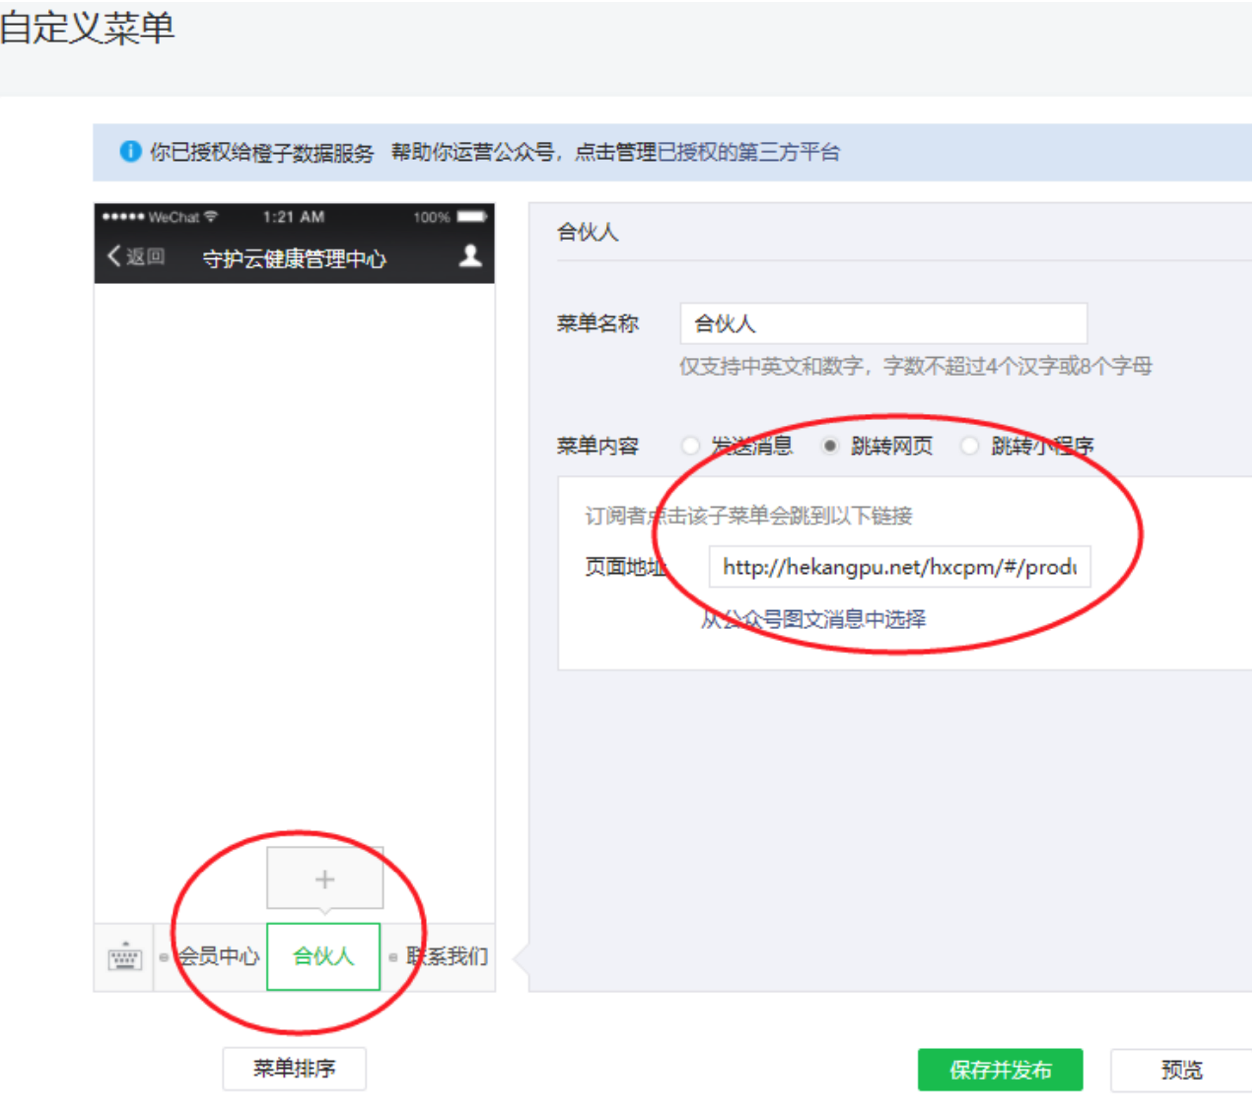 自定义菜单
你已授权给橙子数据服务 帮助你运营公众号，点击管理已授权的第三方平台
WeChat 1:21 AM 100%
返回 守护云健康管理中心
合伙人
菜单名称 合伙人
仅支持中英文和数字，字数不超过4个汉字或8个字母
菜单内容 发送消息 跳转网页 跳转小程序
订阅者点击该子菜单会跳到以下链接
页面地址 http://hekangpu.net/hxcpm/#/produ
从公众号图文消息中选择
+
会员中心 合伙人 联系我们
菜单排序
保存并发布 预览